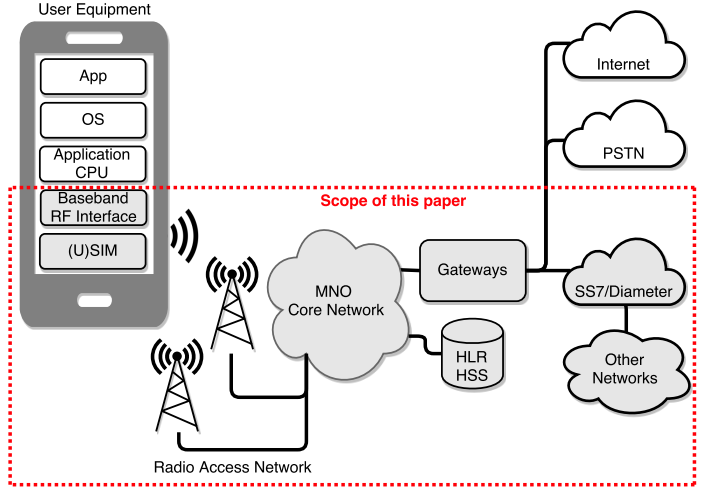 User Equipment
App
OS
Application
CPU
Baseband
RF Interface
(U)SIM
Internet
PSTN
Scope of this paper
MNO
Core Network
Gateways
SS7/Diameter
HLR
HSS
Other
Networks
Radio Access Network